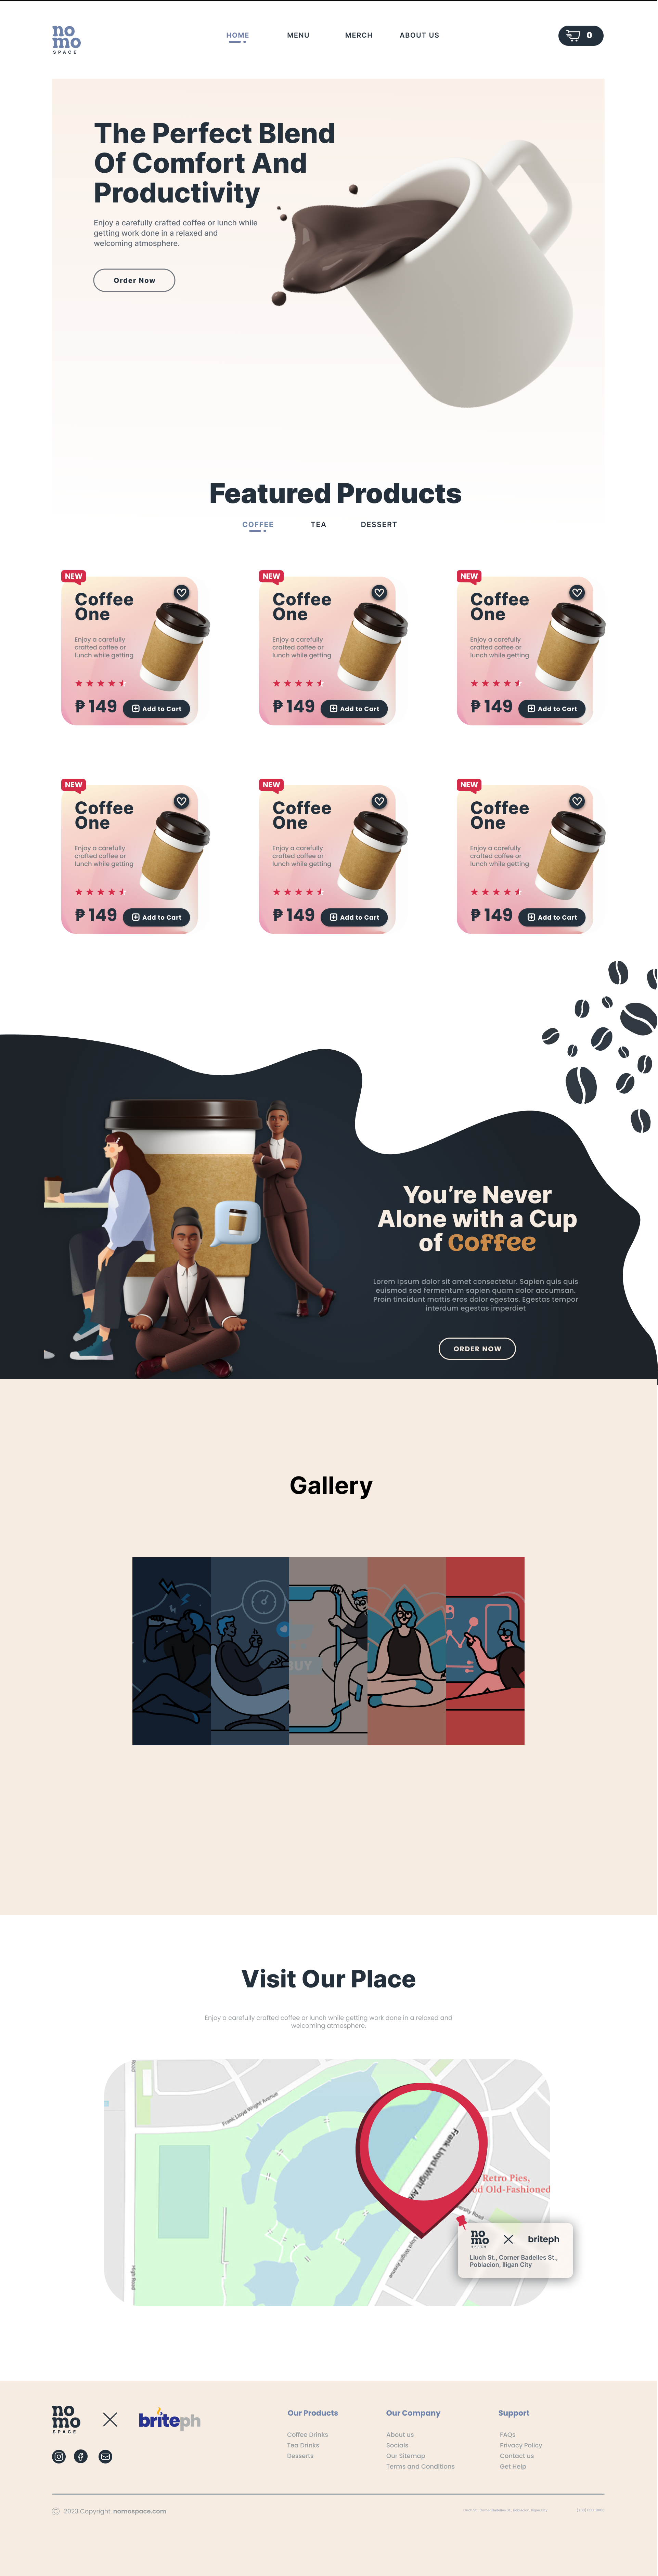 no
mo
SPACE
HOME
MENU
MERCH
ABOUT US
0
The Perfect Blend
Of Comfort And
Productivity
Enjoy a carefully crafted coffee or lunch while
getting work done in a relaxed and
welcoming atmosphere.
Order Now
Featured Products
COFFEE
TEA
DESSERT
NEW
Coffee
One
Enjoy a carefully
crafted coffee or
lunch while getting
₱ 149
Add to Cart
NEW
Coffee
One
Enjoy a carefully
crafted coffee or
lunch while getting
₱ 149
Add to Cart
NEW
Coffee
One
Enjoy a carefully
crafted coffee or
lunch while getting
₱ 149
Add to Cart
NEW
Coffee
One
Enjoy a carefully
crafted coffee or
lunch while getting
₱ 149
Add to Cart
NEW
Coffee
One
Enjoy a carefully
crafted coffee or
lunch while getting
₱ 149
Add to Cart
NEW
Coffee
One
Enjoy a carefully
crafted coffee or
lunch while getting
₱ 149
Add to Cart
You're Never
Alone with a Cup
of Coffee
Lorem ipsum dolor sit amet consectetur. Sapien quis quis
euismod sed fermentum sapien quam dolor accumsan.
Proin tincidunt mattis eros dolor egestas. Egestas tempor
interdum egestas imperdiet
ORDER NOW
Gallery
Visit Our Place
Enjoy a carefully crafted coffee or lunch while getting work done in a relaxed and
welcoming atmosphere.
Road
Frank Lloyd Wright Avenue
Frank Lloyd Wright Av
Retro Pies,
od Old-Fashioned
Lloyd Wright Avenue
High Road
no
mo
SPACE
briteph
Lluch St., Corner Badelles St.,
Poblacion, Iligan City
no
mo
SPACE
briteph
Our Products
Coffee Drinks
Tea Drinks
Desserts
Our Company
About us
Socials
Our Sitemap
Terms and Conditions
Support
FAQs
Privacy Policy
Contact us
Get Help
© 2023 Copyright. nomospace.com